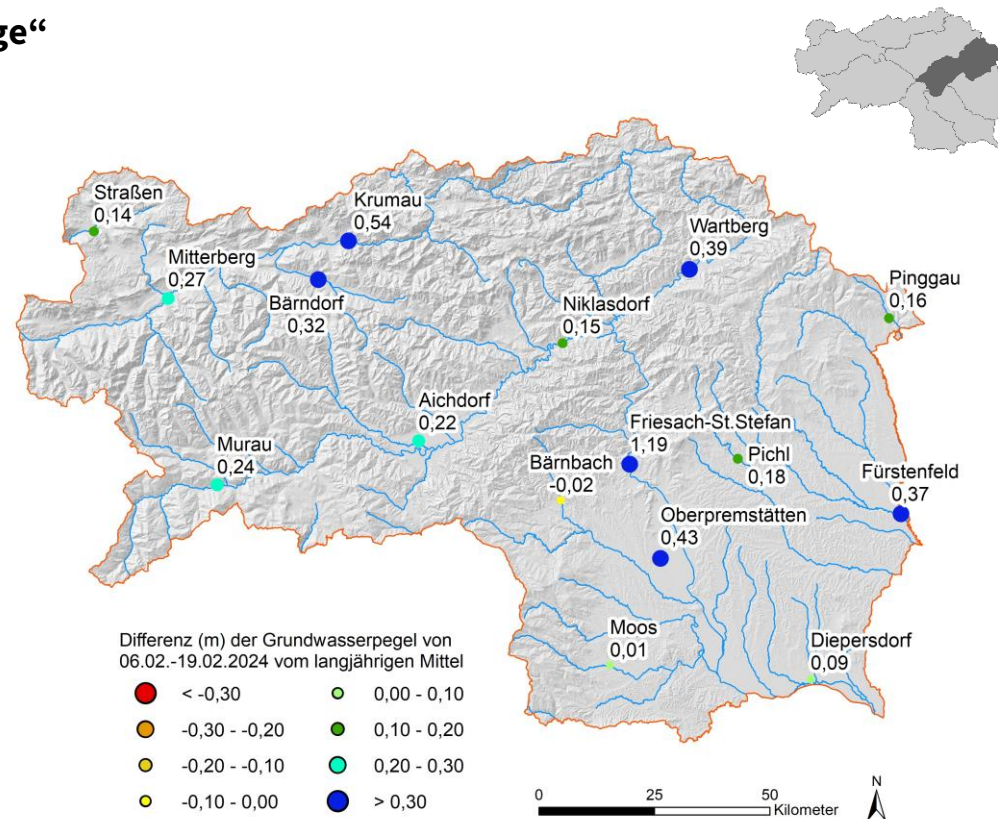 ge“
Straßen
0,14
Krumau
0,54
Wartberg
0,39
Mitterberg
0,27
Pinggau
0,16
Bärndorf
0,32
Niklasdorf
0,15
Aichdorf
0,22
Friesach-St.Stefan
1,19
Murau
0,24
Bärnbach
-0,02
Pichl
0,18
Fürstenfeld
0,37
Oberpremstätten
0,43
Moos
0,01
Diepersdorf
0,09
Differenz (m) der Grundwasserpegel von
06.02.-19.02.2024 vom langjährigen Mittel
< -0,30
-0,30 - -0,20
-0,20 - -0,10
-0,10 - 0,00
0,00 - 0,10
0,10 - 0,20
0,20 - 0,30
> 0,30
0 25 50
Kilometer
N